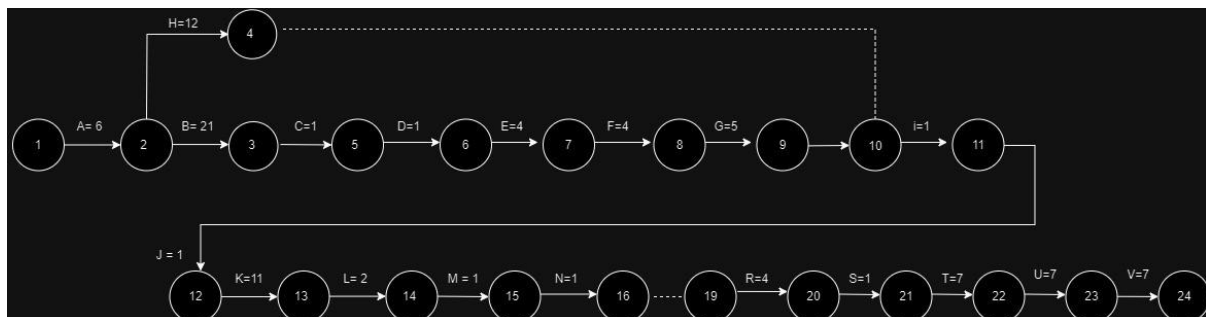 H=12
4
A= 6 B= 21 C=1 D=1 E=4 F=4 G=5 i=1
1 2 3 5 6 7 8 9 10 11
J = 1
K=11 L= 2 M = 1 N=1 R=4 S=1 T=7 U=7 V=7
12 13 14 15 16 19 20 21 22 23 24